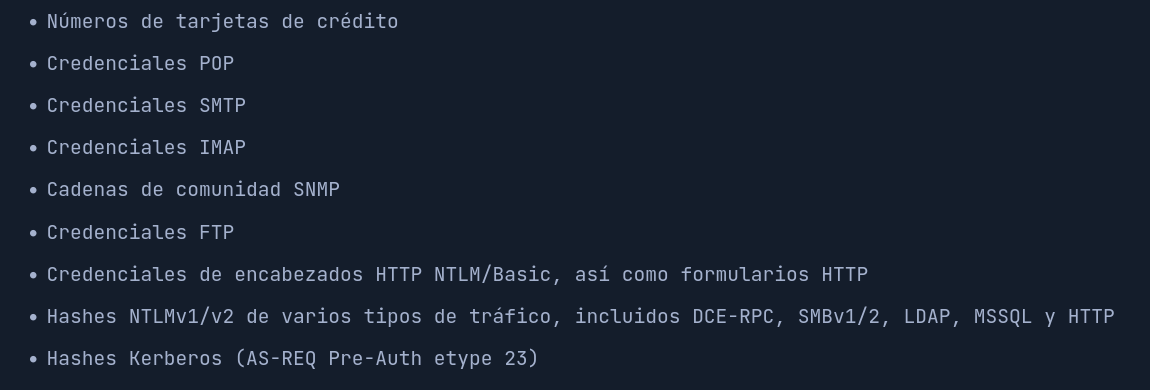 • Números de tarjetas de crédito
• Credenciales POP
• Credenciales SMTP
• Credenciales IMAP
• Cadenas de comunidad SNMP
• Credenciales FTP
• Credenciales de encabezados HTTP NTLM/Basic, así como formularios HTTP
• Hashes NTLMv1/v2 de varios tipos de tráfico, incluidos DCE-RPC, SMBv1/2, LDAP, MSSQL y HTTP
• Hashes Kerberos (AS-REQ Pre-Auth etype 23)